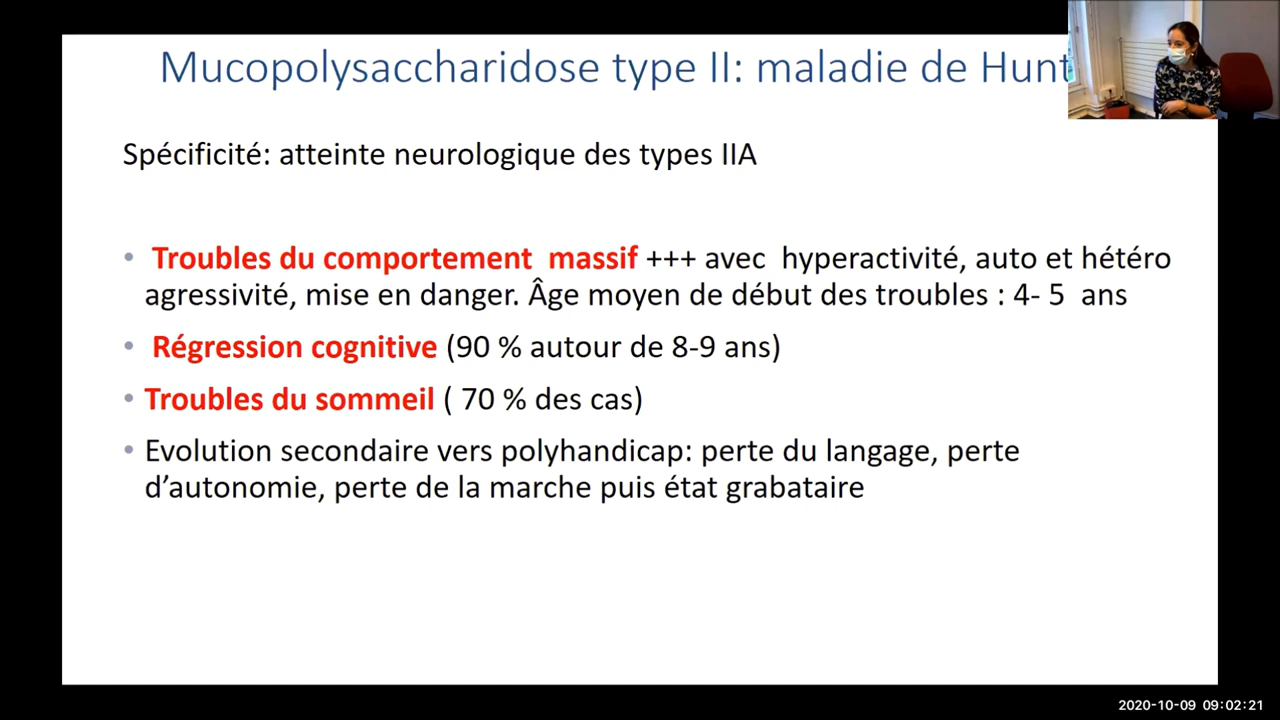 Mucopolysaccharidose type II: maladie de Hunt
Spécificité: atteinte neurologique des types IIA
• Troubles du comportement massif +++ avec hyperactivité, auto et hétéro
agressivité, mise en danger. Âge moyen de début des troubles : 4- 5 ans
• Régression cognitive (90 % autour de 8-9 ans)
• Troubles du sommeil ( 70 % des cas)
• Evolution secondaire vers polyhandicap: perte du langage, perte
d’autonomie, perte de la marche puis état grabataire
2020-10-09 09:02:21